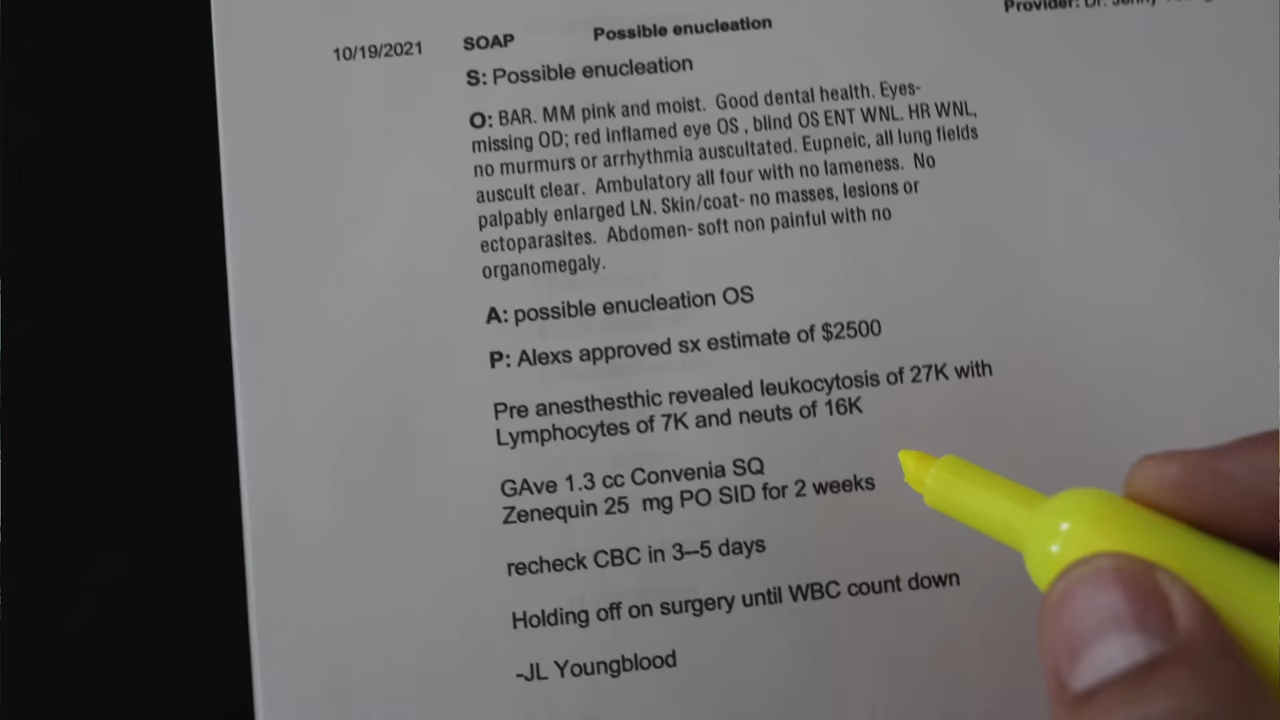 Provider: Dr. Jenny
10/19/2021 SOAP Possible enucleation
S: Possible enucleation
O: BAR. MM pink and moist. Good dental health. Eyes-
missing OD; red inflamed eye OS , blind OS ENT WNL. HR WNL,
no murmurs or arrhythmia auscultated. Eupneic, all lung fields
auscult clear. Ambulatory all four with no lameness. No
palpably enlarged LN. Skin/coat- no masses, lesions or
ectoparasites. Abdomen- soft non painful with no
organomegaly.
A: possible enucleation OS
P: Alexs approved sx estimate of $2500
Pre anesthesthic revealed leukocytosis of 27K with
Lymphocytes of 7K and neuts of 16K
GAve 1.3 cc Convenia SQ
Zenequin 25 mg PO SID for 2 weeks
recheck CBC in 3--5 days
Holding off on surgery until WBC count down
-JL Youngblood